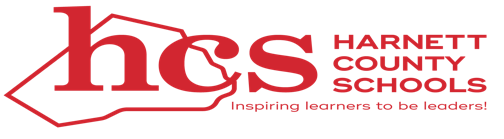 hcs
HARNETT
COUNTY
SCHOOLS
Inspiring learners to be leaders!